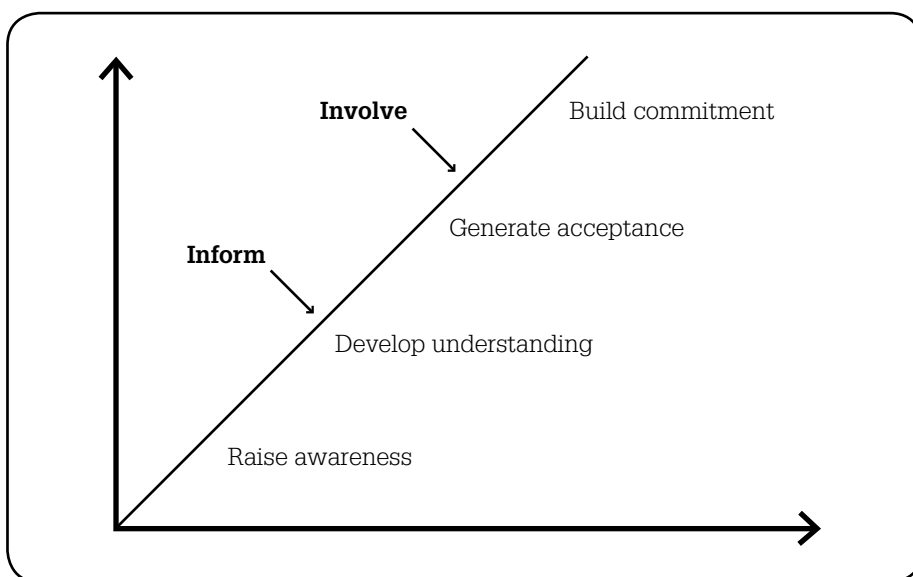 Involve
Build commitment
Generate acceptance
Inform
Develop understanding
Raise awareness